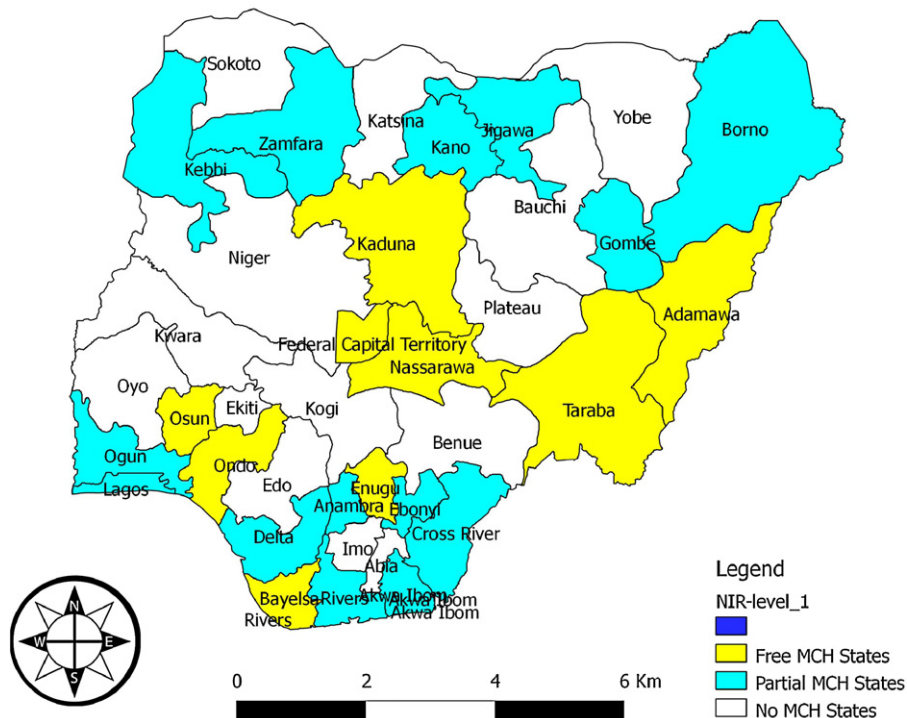 Sokoto
Katsina
Yobe
Borno
Zamfara
Jigawa
Kano
Kebbi
Bauchi
Kaduna
Gombe
Niger
Plateau
Adamawa
Kwara
Federal Capital Territory
Nassarawa
Oyo
Ekiti
Kogi
Osun
Taraba
Benue
Ogun
Ondo
Lagos
Edo
Enugu
Anambra
Ebonyi
Delta
Imo
Cross River
Abia
Bayelsa
Rivers
Akwa Ibom
Akwa Ibom
Akwa Ibom
Rivers
N
W
E
S
0 2 4 6 Km
Legend
NIR-level_1
Free MCH States
Partial MCH States
No MCH States